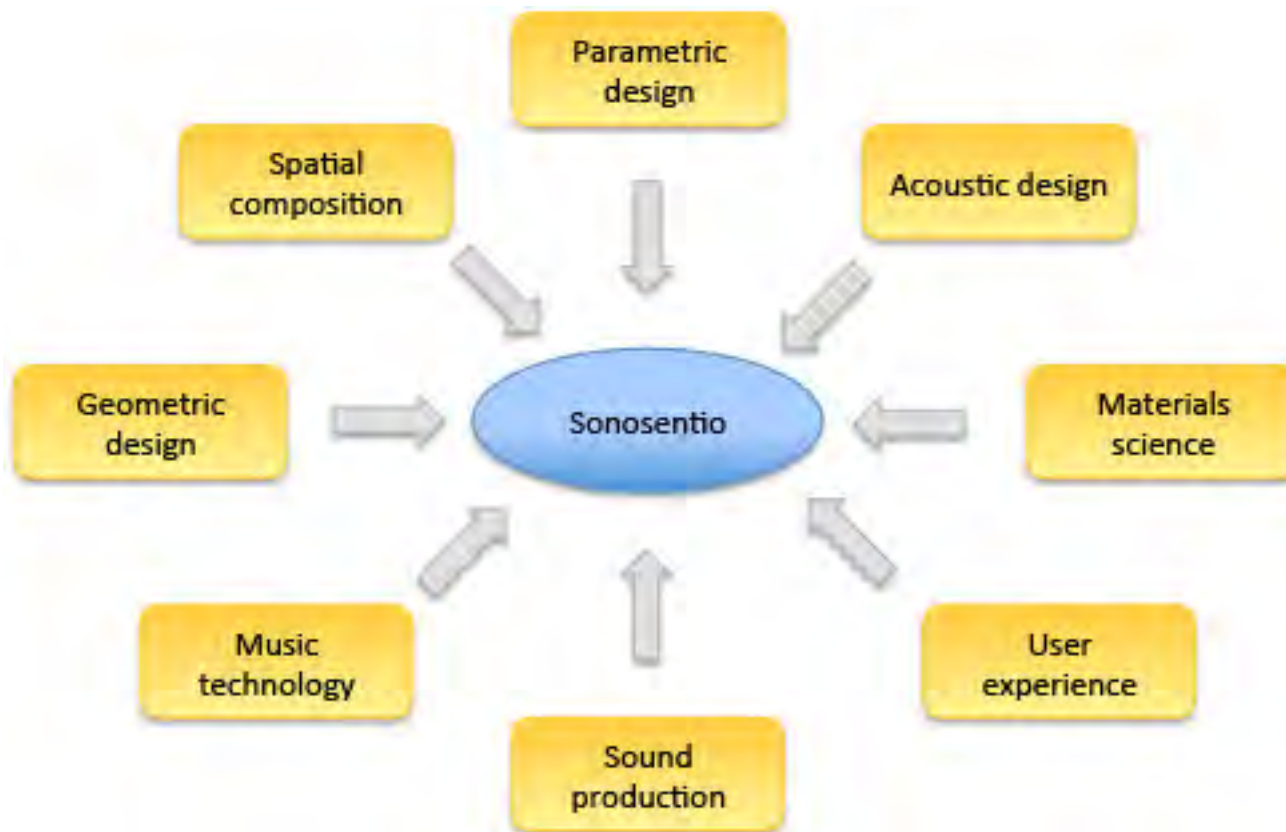 Parametric
design
Spatial
composition
Acoustic design
Geometric
design
Sonosentio
Materials
science
Music
technology
User
experience
Sound
production